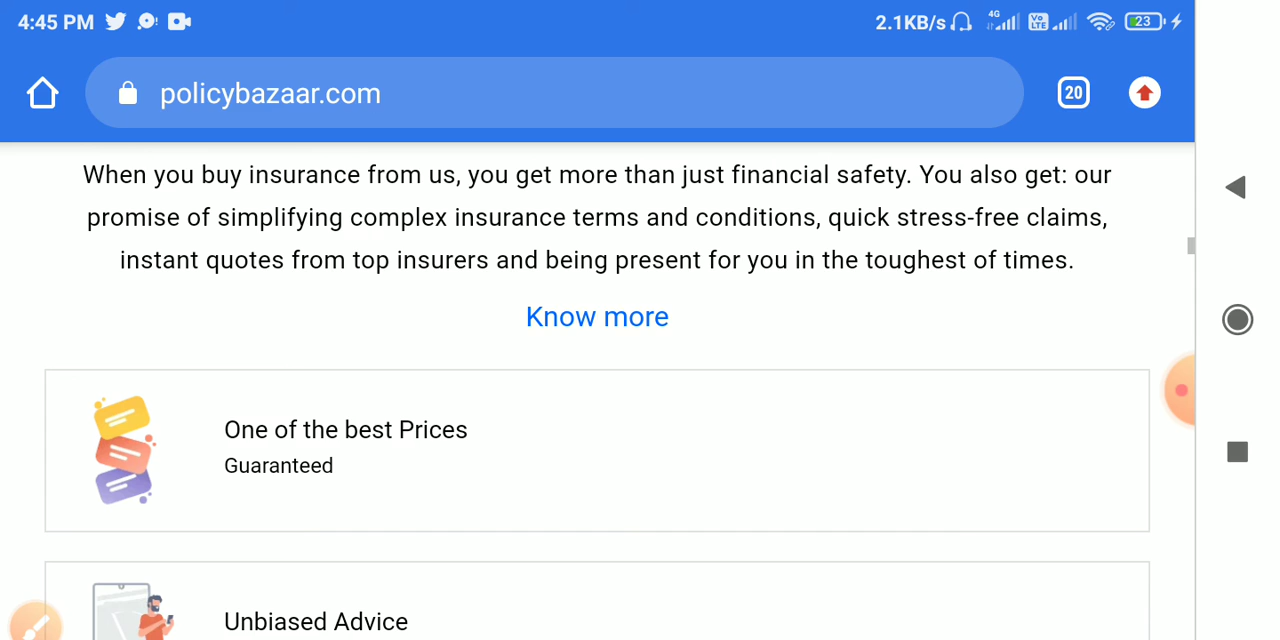 4:45 PM 2.1KB/s 4G Vo LTE 23
policybazaar.com 20
When you buy insurance from us, you get more than just financial safety. You also get: our
promise of simplifying complex insurance terms and conditions, quick stress-free claims,
instant quotes from top insurers and being present for you in the toughest of times.
Know more
One of the best Prices
Guaranteed
Unbiased Advice